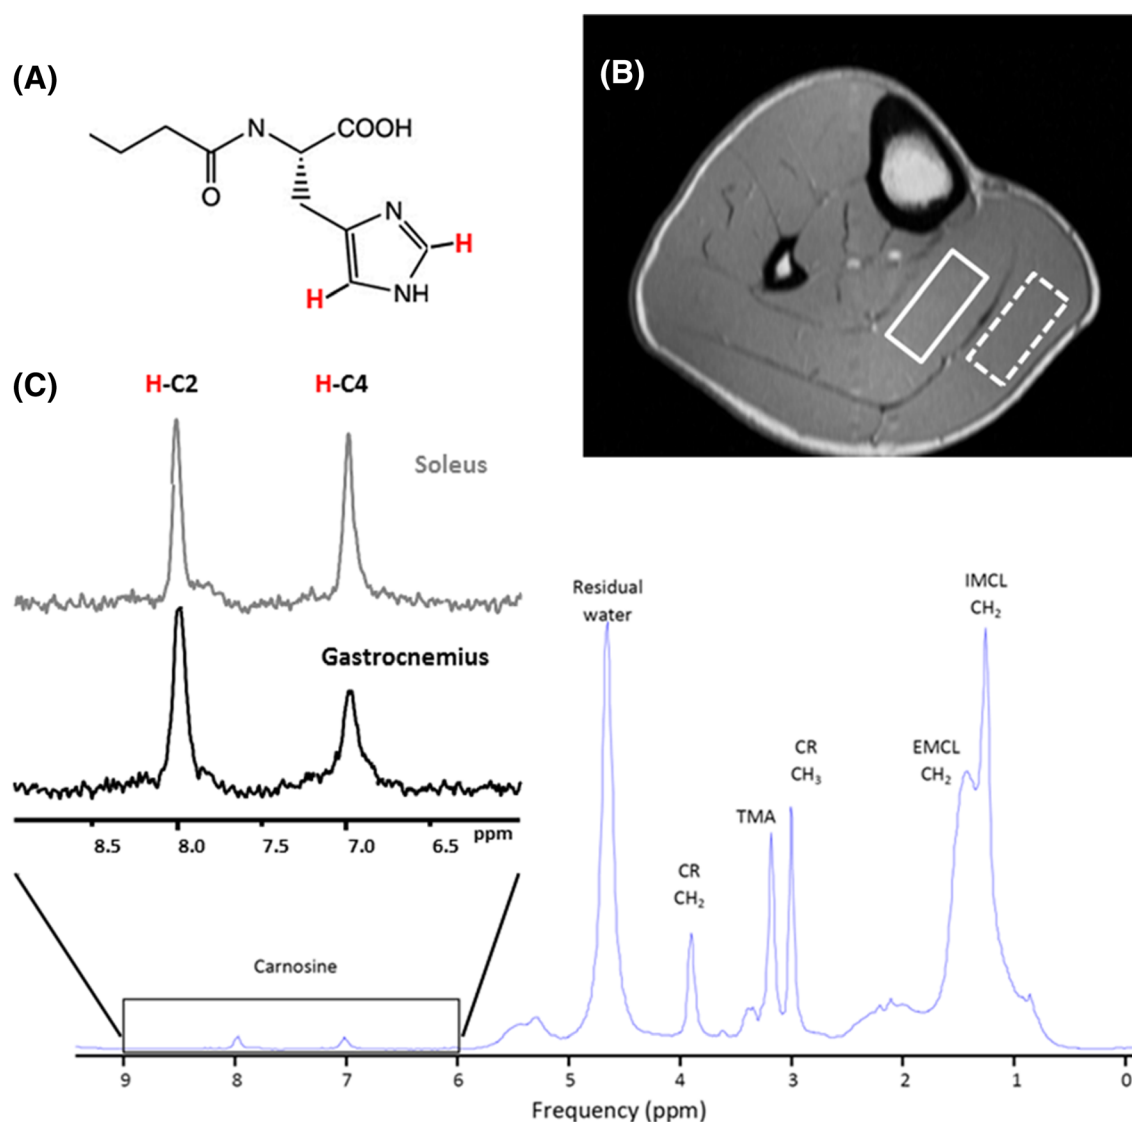 (A)
N
COOH
O
N
H
H
NH
(B)
(C)
H-C2
H-C4
Soleus
Gastrocnemius
8.5 8.0 7.5 7.0 6.5 ppm
Residual
water
IMCL
CH₂
CR
CH₃
EMCL
CH₂
TMA
CR
CH₂
Carnosine
9 8 7 6 5 4 3 2 1 0
Frequency (ppm)